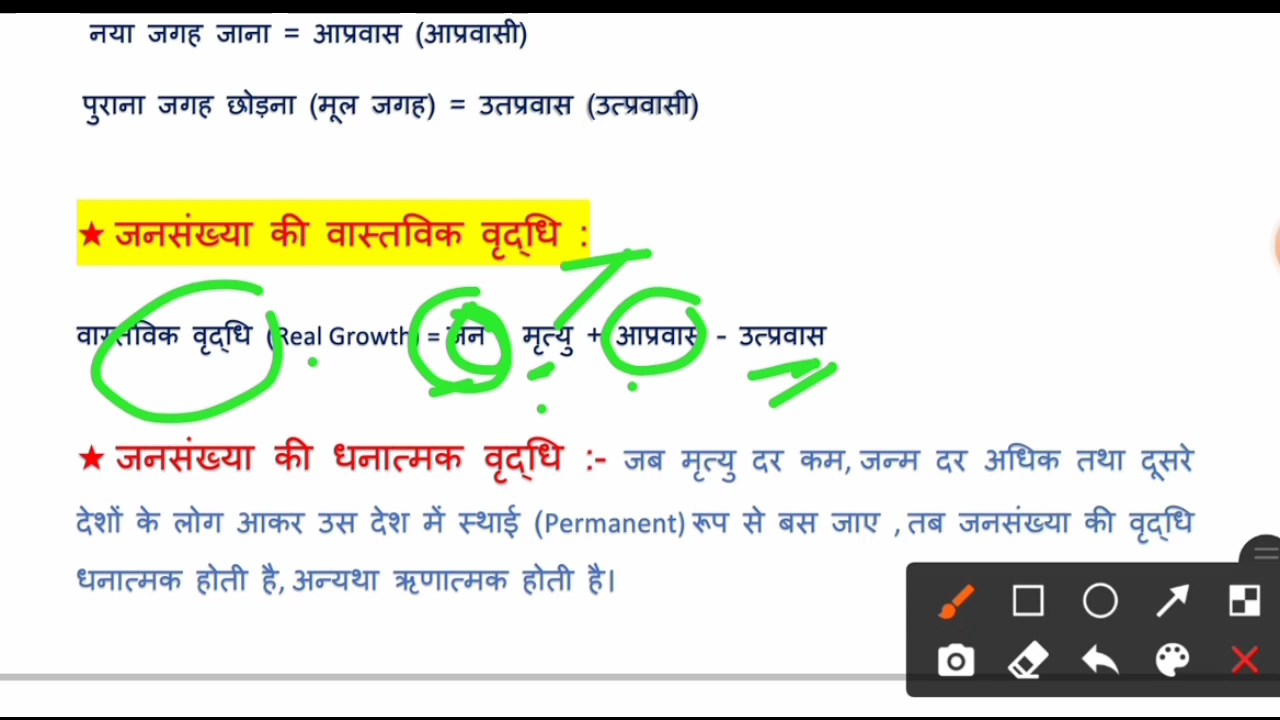 नया जगह जाना = आप्रवास (आप्रवासी)
पुराना जगह छोड़ना (मूल जगह) = उतप्रवास (उत्प्रवासी)
★ जनसंख्या की वास्तविक वृद्धि :
वास्तविक वृद्धि (Real Growth) = मृत्यु + आप्रवास - उत्प्रवास
★ जनसंख्या की धनात्मक वृद्धि :- जब मृत्यु दर कम, जन्म दर अधिक तथा दूसरे
देशों के लोग आकर उस देश में स्थाई (Permanent) रूप से बस जाए , तब जनसंख्या की वृद्धि
धनात्मक होती है, अन्यथा ऋणात्मक होती है।